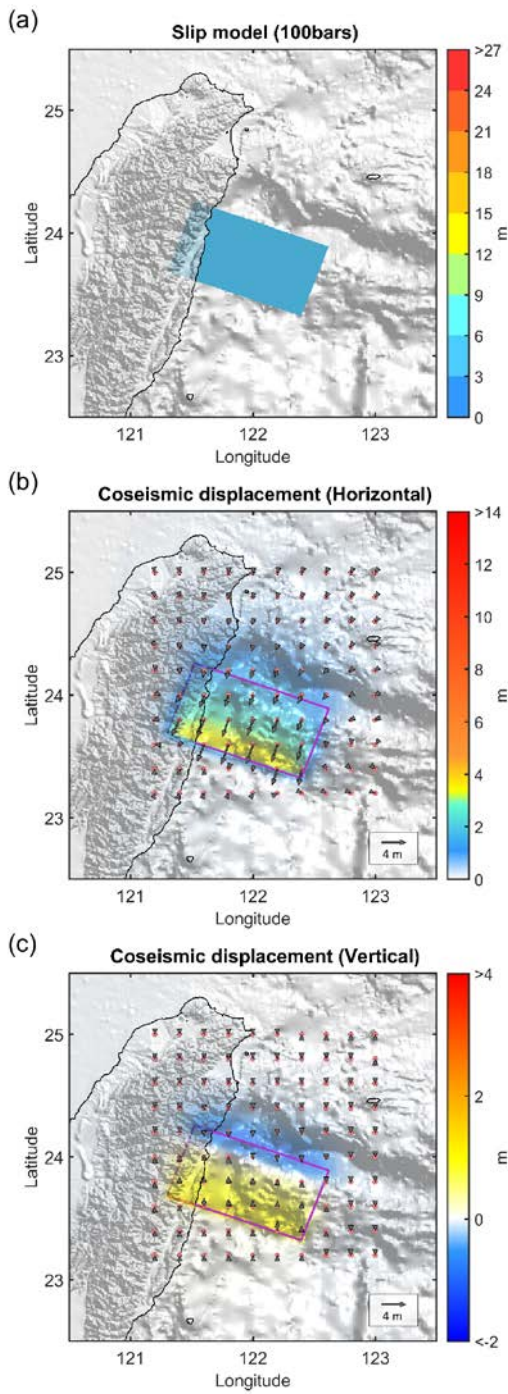 (a)
Slip model (100bars)
>27
24
21
18
15
12
9
6
3
0
m
25
24
23
Latitude
121
122
123
Longitude
(b)
Coseismic displacement (Horizontal)
>14
12
10
8
6
4
2
0
m
25
24
23
Latitude
4 m
121
122
123
Longitude
(c)
Coseismic displacement (Vertical)
>4
2
0
<-2
m
25
24
23
Latitude
4 m
121
122
123
Longitude